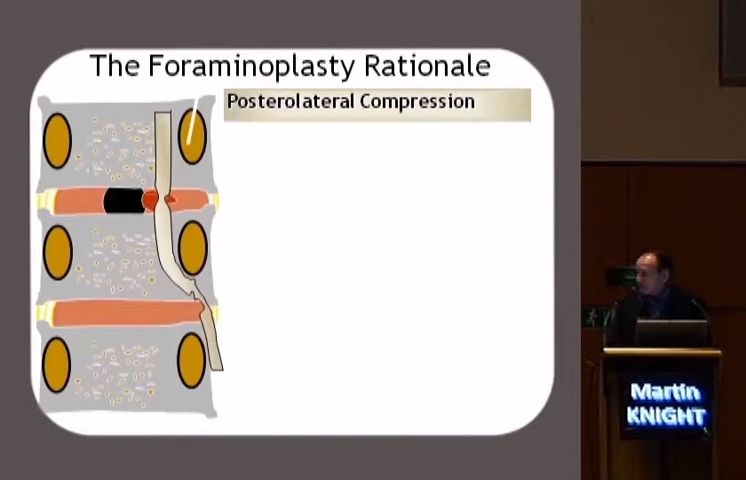 The Foraminoplasty Rationale
Posterolateral Compression
Martin
KNIGHT